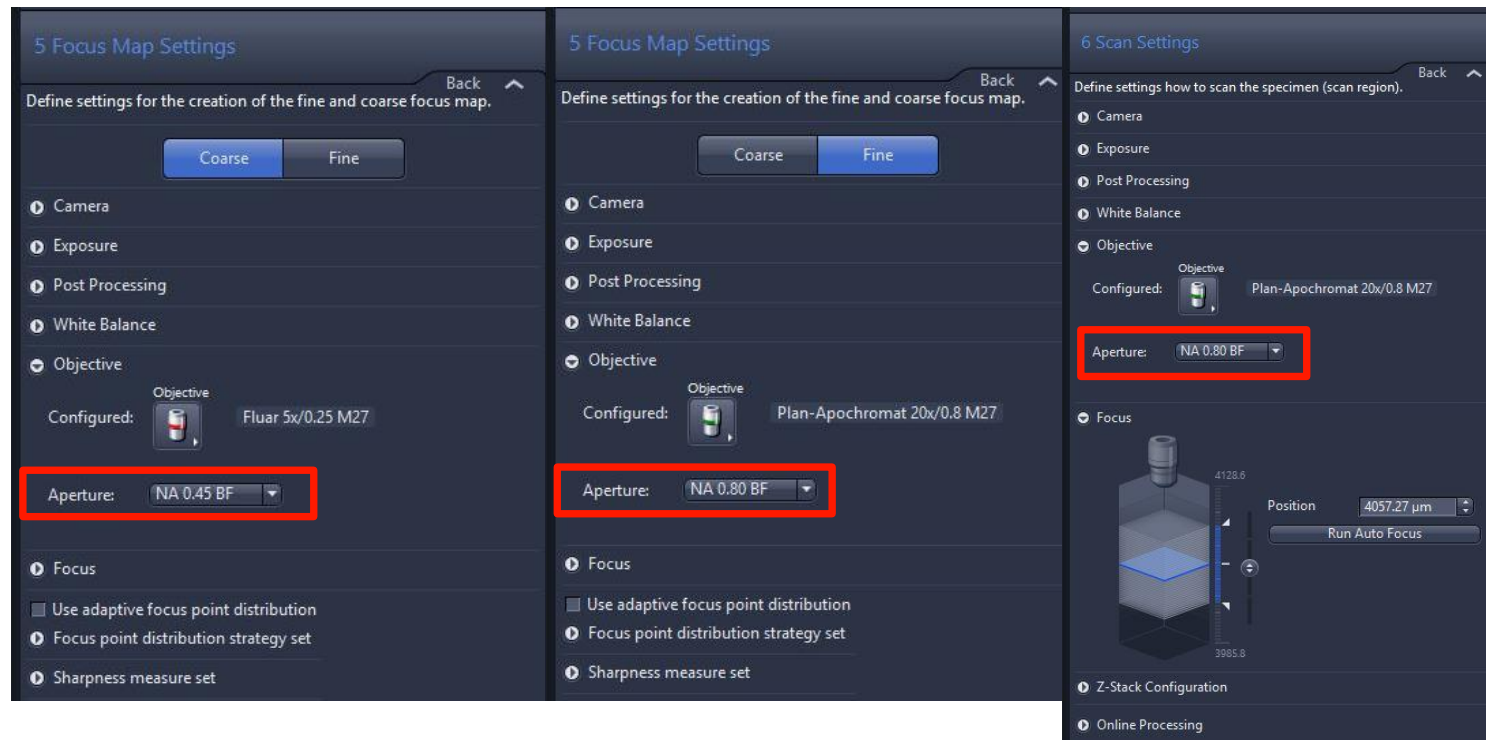 5 Focus Map Settings
Back
Define settings for the creation of the fine and coarse focus map.
Coarse Fine
Camera
Exposure
Post Processing
White Balance
Objective
Objective
Configured: Fluar 5x/0.25 M27
Aperture: NA 0.45 BF
Focus
Use adaptive focus point distribution
Focus point distribution strategy set
Sharpness measure set
5 Focus Map Settings
Back
Define settings for the creation of the fine and coarse focus map.
Coarse Fine
Camera
Exposure
Post Processing
White Balance
Objective
Objective
Configured: Plan-Apochromat 20x/0.8 M27
Aperture: NA 0.80 BF
Focus
Use adaptive focus point distribution
Focus point distribution strategy set
Sharpness measure set
6 Scan Settings
Back
Define settings how to scan the specimen (scan region).
Camera
Exposure
Post Processing
White Balance
Objective
Objective
Configured: Plan-Apochromat 20x/0.8 M27
Aperture: NA 0.80 BF
Focus
4128.6
Position 4057.27 µm
Run Auto Focus
3985.8
Z-Stack Configuration
Online Processing